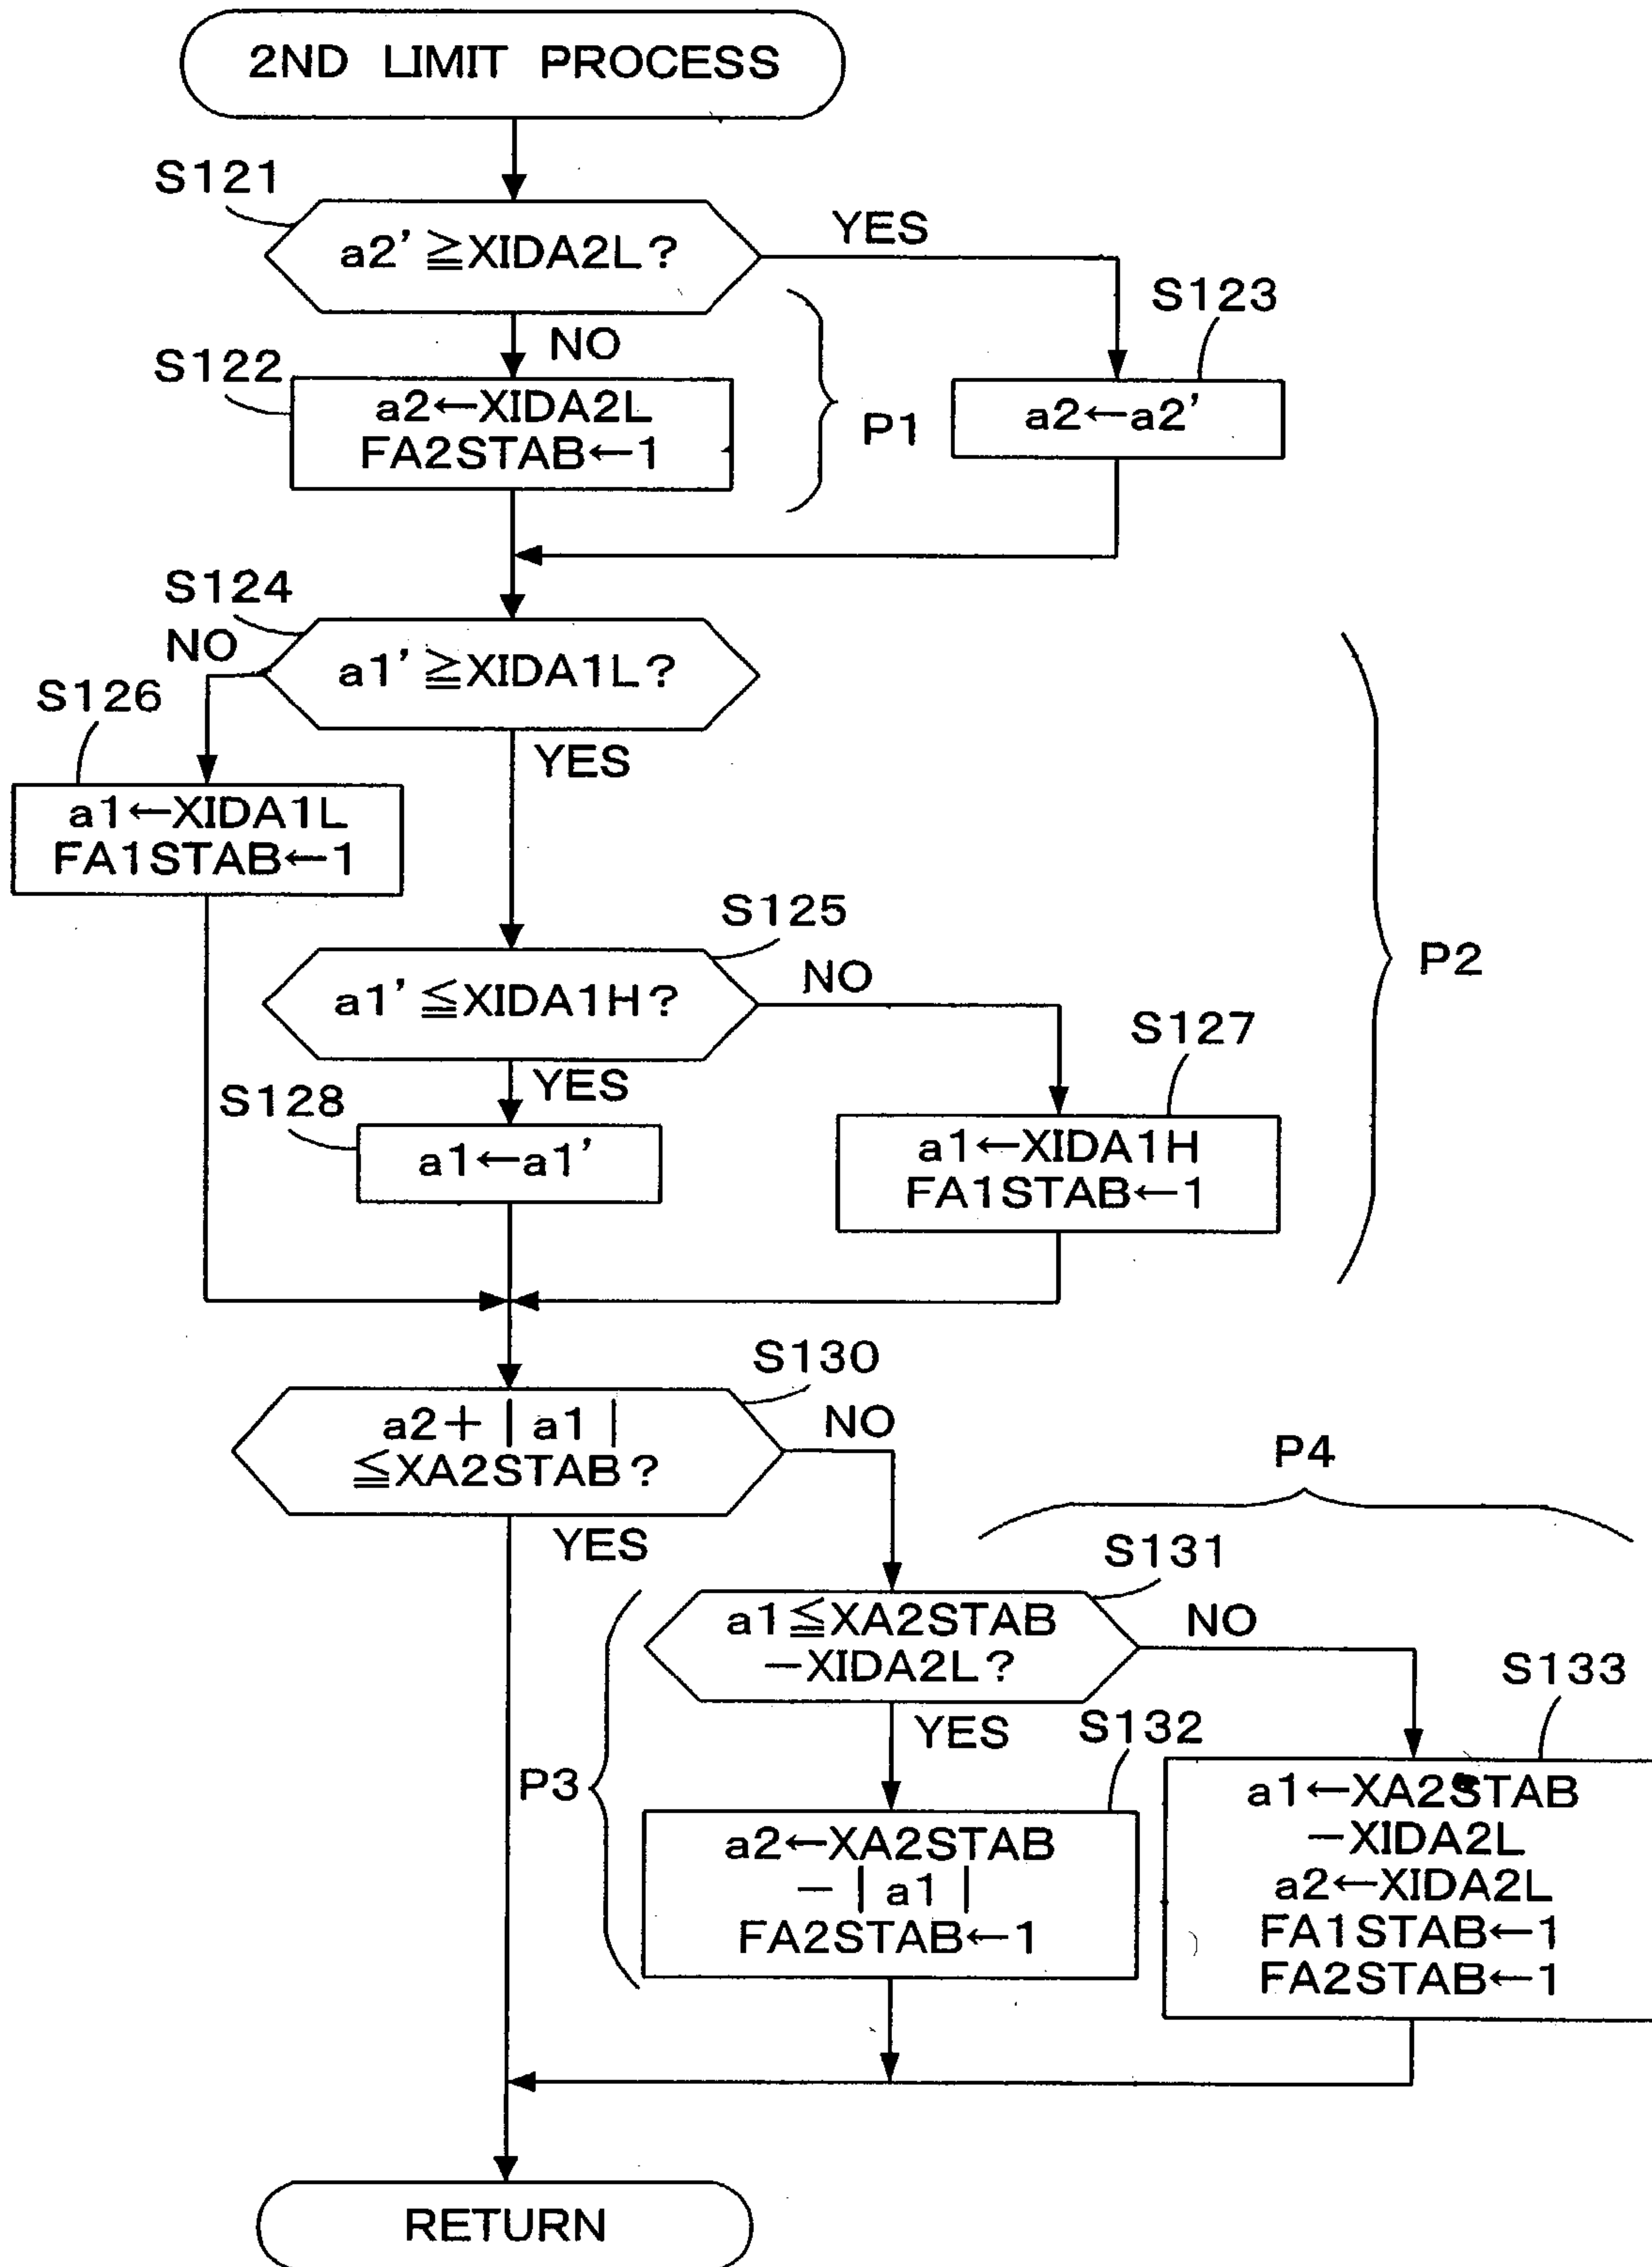 2ND LIMIT PROCESS
S121
a2' ≧XIDA2L?
YES
S123
NO
S122
a2←XIDA2L
FA2STAB←1
P1
a2←a2'
S124
NO
a1' ≧XIDA1L?
S126
YES
a1←XIDA1L
FA1STAB←1
S125
a1' ≦XIDA1H?
NO
P2
S127
YES
S128
a1←a1'
a1←XIDA1H
FA1STAB←1
S130
a2+ | a1 |
≦XA2STAB?
NO
P4
YES
S131
a1≦XA2STAB
−XIDA2L?
NO
S133
YES
S132
P3
a2←XA2STAB
− | a1 |
FA2STAB←1
a1←XA2STAB
−XIDA2L
a2←XIDA2L
FA1STAB←1
FA2STAB←1
RETURN